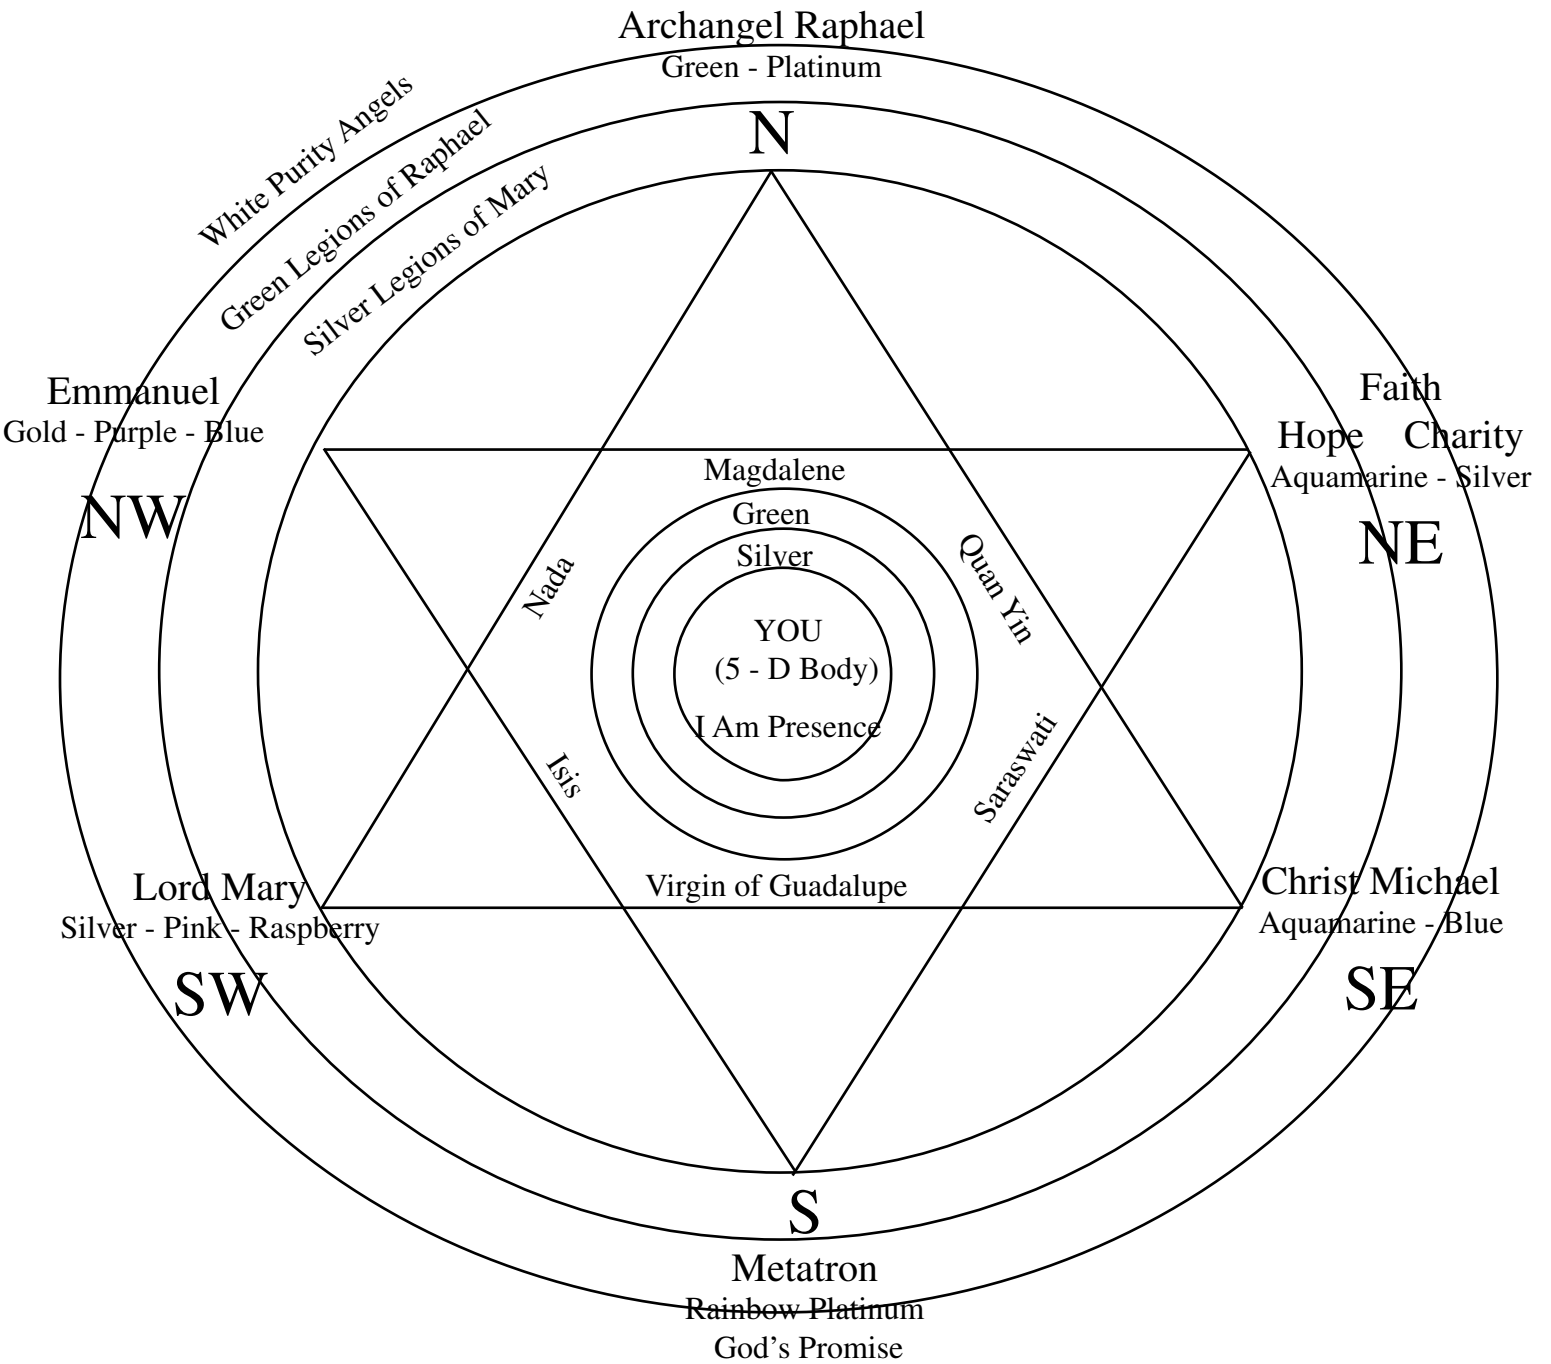 Archangel Raphael
Green - Platinum
N
White Purity Angels
Green Legions of Raphael
Silver Legions of Mary
Emmanuel
Gold - Purple - Blue
NW
Faith
Hope Charity
Aquamarine - Silver
NE
Magdalene
Green
Silver
Nada
Quan Yin
YOU
(5 - D Body)
I Am Presence
Isis
Saraswati
Virgin of Guadalupe
Lord Mary
Silver - Pink - Raspberry
SW
Christ Michael
Aquamarine - Blue
SE
S
Metatron
Rainbow Platinum
God’s Promise